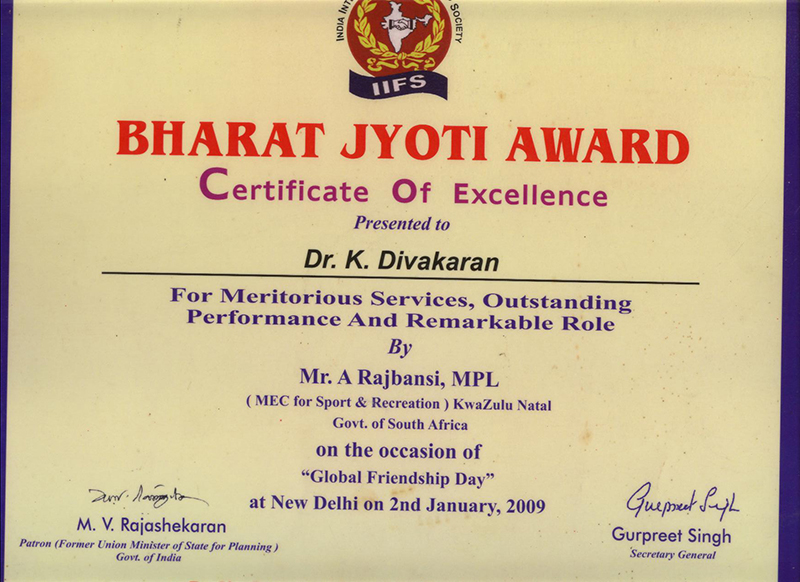 INDIA INT
SOCIETY
IIFS
BHARAT JYOTI AWARD
Certificate Of Excellence
Presented to
Dr. K. Divakaran
For Meritorious Services, Outstanding
Performance And Remarkable Role
By
Mr. A Rajbansi, MPL
( MEC for Sport & Recreation ) KwaZulu Natal
Govt. of South Africa
on the occasion of
“Global Friendship Day”
at New Delhi on 2nd January, 2009
M. V. Rajashekaran
Patron (Former Union Minister of State for Planning )
Govt. of India
Gurpreet Singh
Gurpreet Singh
Secretary General